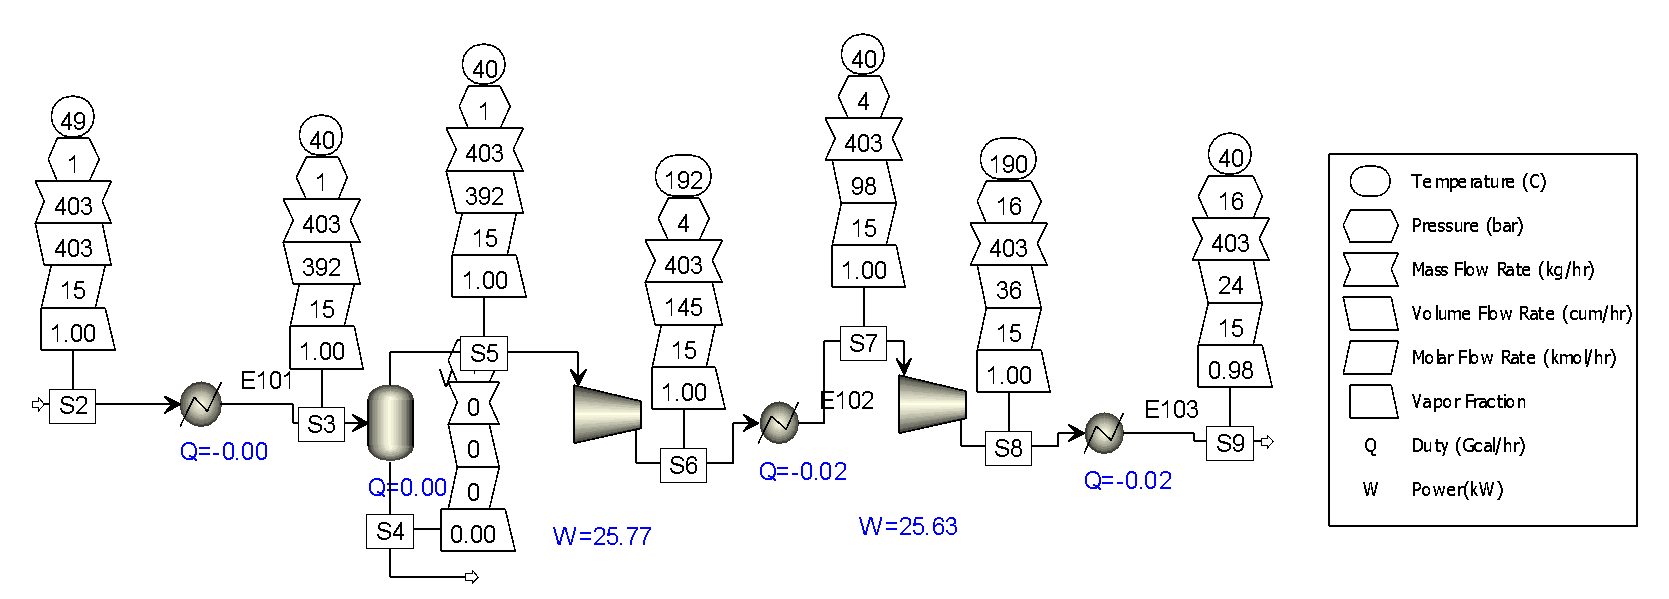 49
1
403
403
15
1.00
S2
E101
Q=-0.00
40
1
403
392
15
1.00
S3
40
1
403
392
15
1.00
S5
Q=0.00
0
0
0
0.00
S4
W=25.77
192
4
403
145
15
1.00
S6
E102
Q=-0.02
40
4
403
98
15
1.00
S7
W=25.63
190
16
403
36
15
1.00
S8
E103
Q=-0.02
40
16
403
24
15
0.98
S9
Temperature (C)
Pressure (bar)
Mass Flow Rate (kg/hr)
Volume Flow Rate (cum/hr)
Molar Flow Rate (kmol/hr)
Vapor Fraction
Q Duty (Gcal/hr)
W Power(kW)